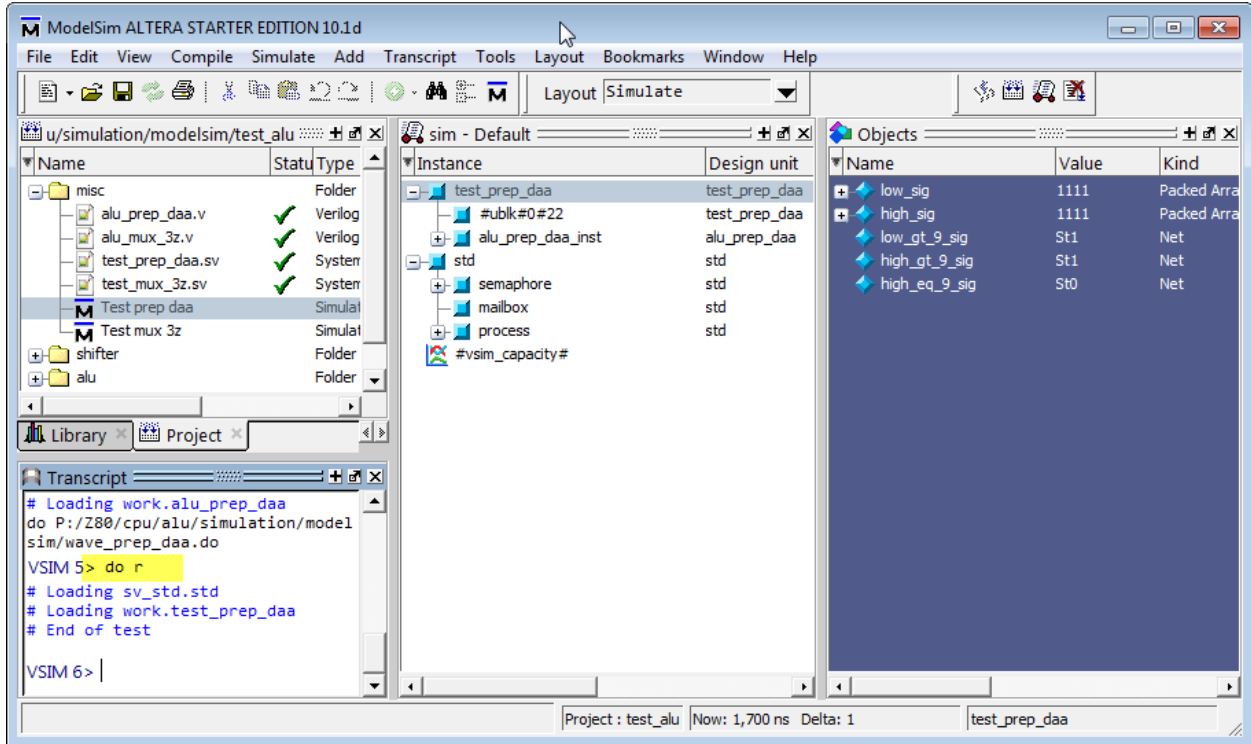 ModelSim ALTERA STARTER EDITION 10.1d
File Edit View Compile Simulate Add Transcript Tools Layout Bookmarks Window Help
Layout Simulate
u/simulation/modelsim/test_alu
Name Statu Type
misc Folder
alu_prep_daa.v Verilog
alu_mux_3z.v Verilog
test_prep_daa.sv System
test_mux_3z.sv System
Test prep daa Simulat
Test mux 3z Simulat
shifter Folder
alu Folder
Library Project
Transcript
# Loading work.alu_prep_daa
do P:/Z80/cpu/alu/simulation/model
sim/wave_prep_daa.do
VSIM 5> do r
# Loading sv_std.std
# Loading work.test_prep_daa
# End of test
VSIM 6>
sim - Default
Instance Design unit
test_prep_daa test_prep_daa
#ublk#0#22 test_prep_daa
alu_prep_daa_inst alu_prep_daa
std std
semaphore std
mailbox std
process std
#vsim_capacity#
Objects
Name Value Kind
low_sig 1111 Packed Arra
high_sig 1111 Packed Arra
low_gt_9_sig St1 Net
high_gt_9_sig St1 Net
high_eq_9_sig St0 Net
Project : test_alu Now: 1,700 ns Delta: 1 test_prep_daa